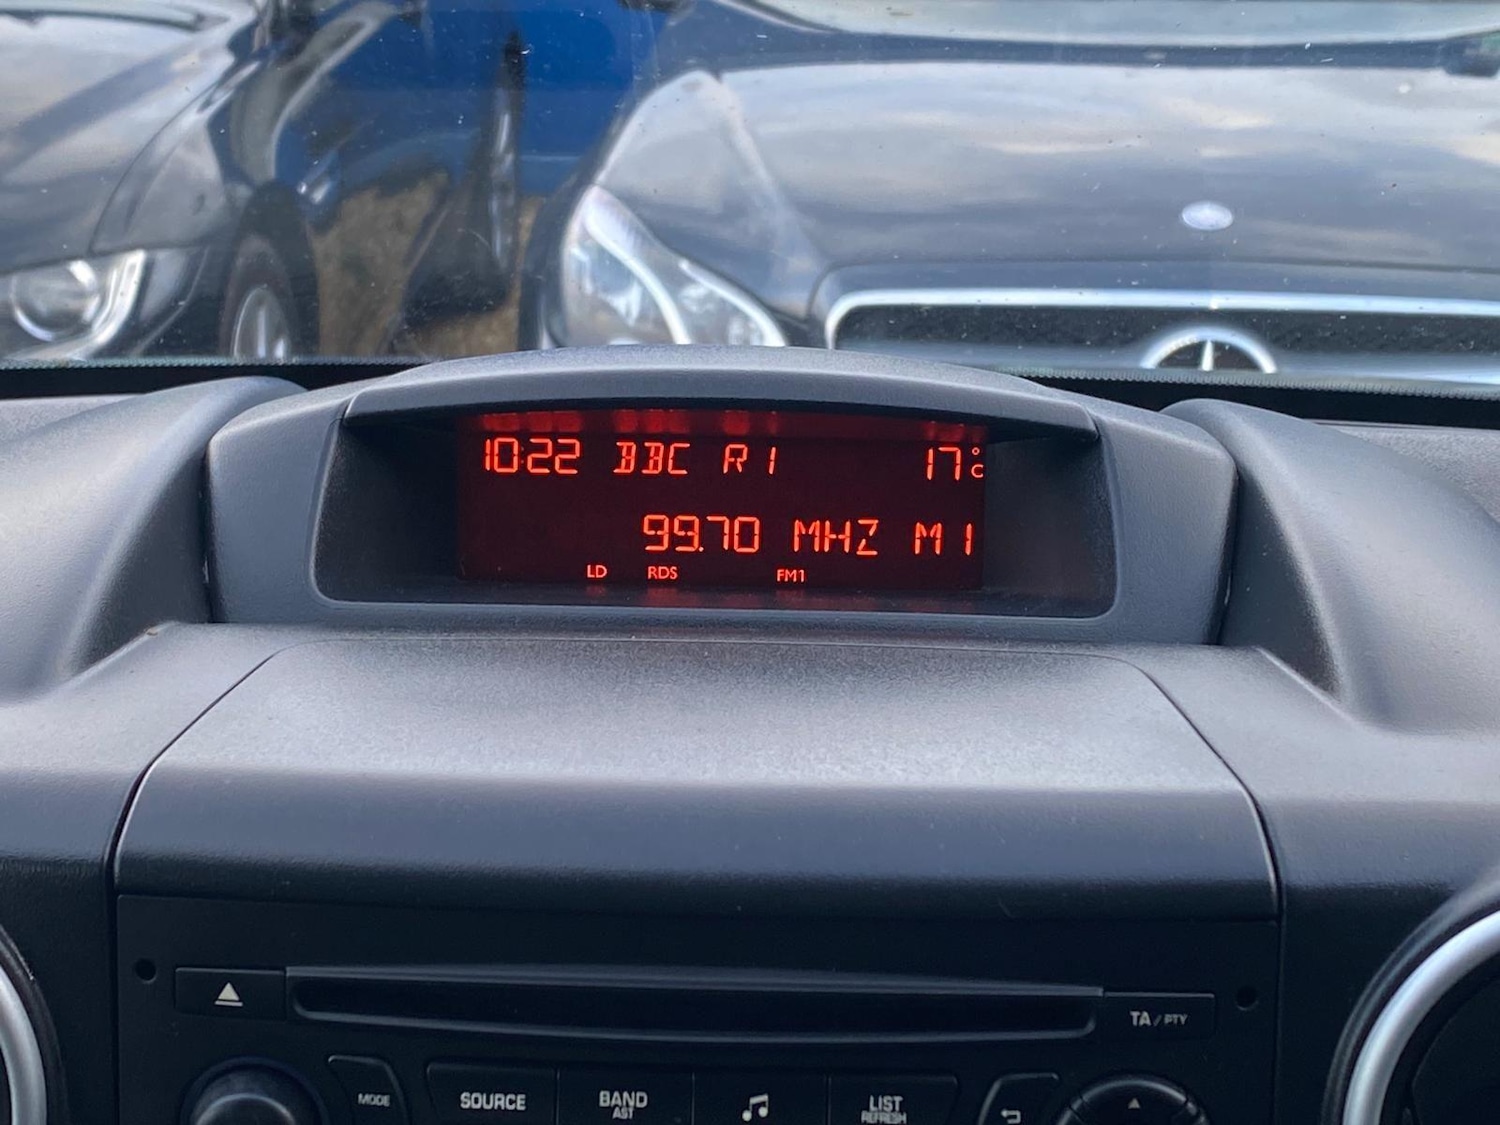 10:22 BBC R1 17°C
99.70 MHZ M1
LD RDS FM1
TA / PTY
MODE SOURCE BAND LIST
AST REFRESH